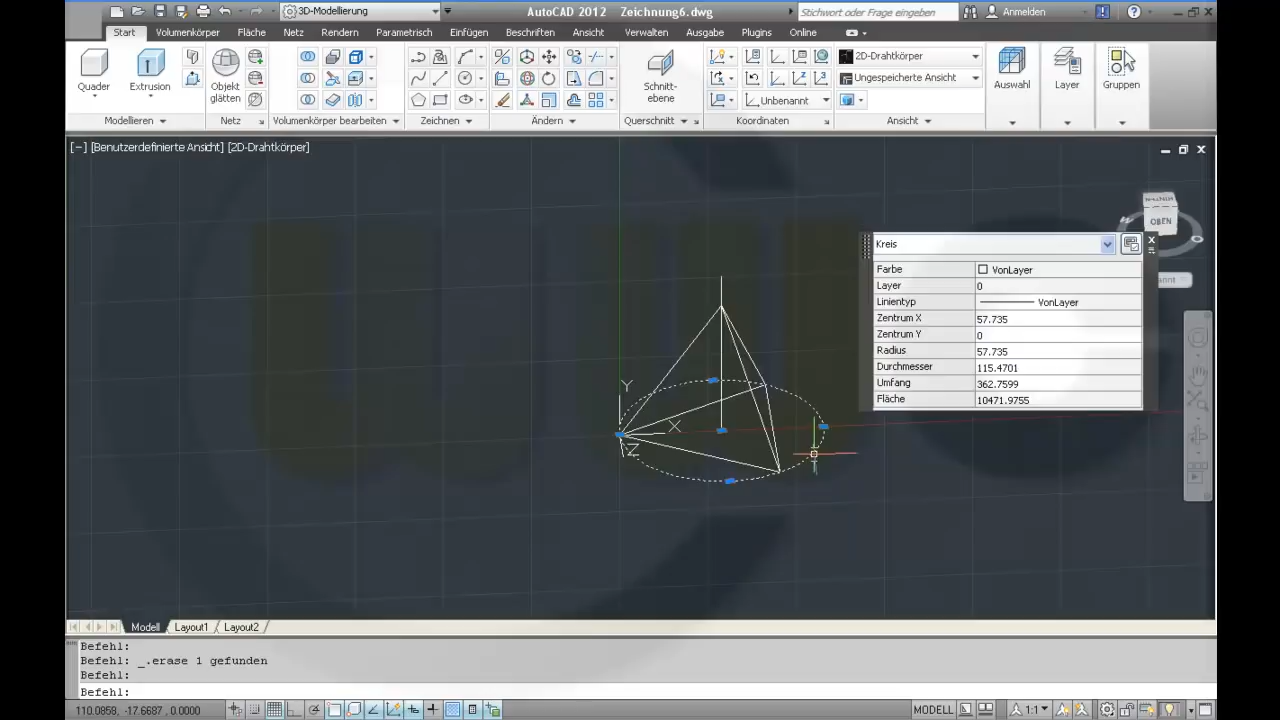 3D-Modellierung
AutoCAD 2012 Zeichnung6.dwg
Stichwort oder Frage eingeben
Anmelden
Start Volumenkörper Fläche Netz Rendern Parametrisch Einfügen Beschriften Ansicht Verwalten Ausgabe Plugins Online
Quader
Extrusion
Objekt glätten
Schnitt-
ebene
2D-Drahtkörper
Ungespeicherte Ansicht
Unbenannt
Auswahl
Layer
Gruppen
Modellieren
Netz
Volumenkörper bearbeiten
Zeichnen
Ändern
Querschnitt
Koordinaten
Ansicht
[−] [Benutzerdefinierte Ansicht] [2D-Drahtkörper]
OBEN
Kreis
Farbe VonLayer
Layer 0
Linientyp VonLayer
Zentrum X 57.735
Zentrum Y 0
Radius 57.735
Durchmesser 115.4701
Umfang 362.7599
Fläche 10471.9755
Y
X
Z
Modell Layout1 Layout2
Befehl:
Befehl: _.erase 1 gefunden
Befehl:
Befehl:
110.0858, -17.6687, 0.0000
MODELL
1:1